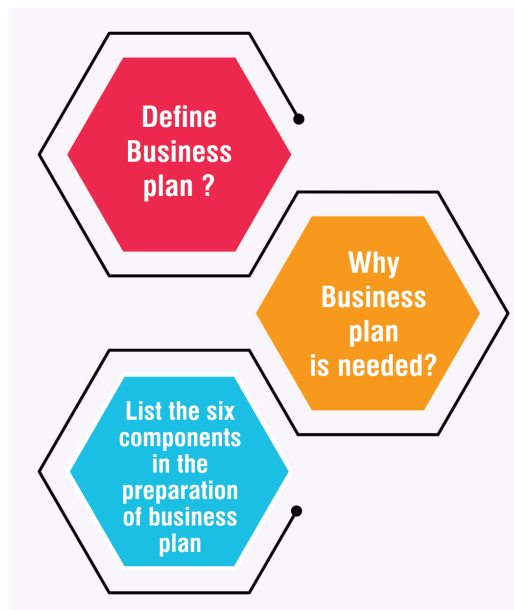 Define
Business
plan ?
Why
Business
plan
is needed?
List the six
components
in the
preparation
of business
plan